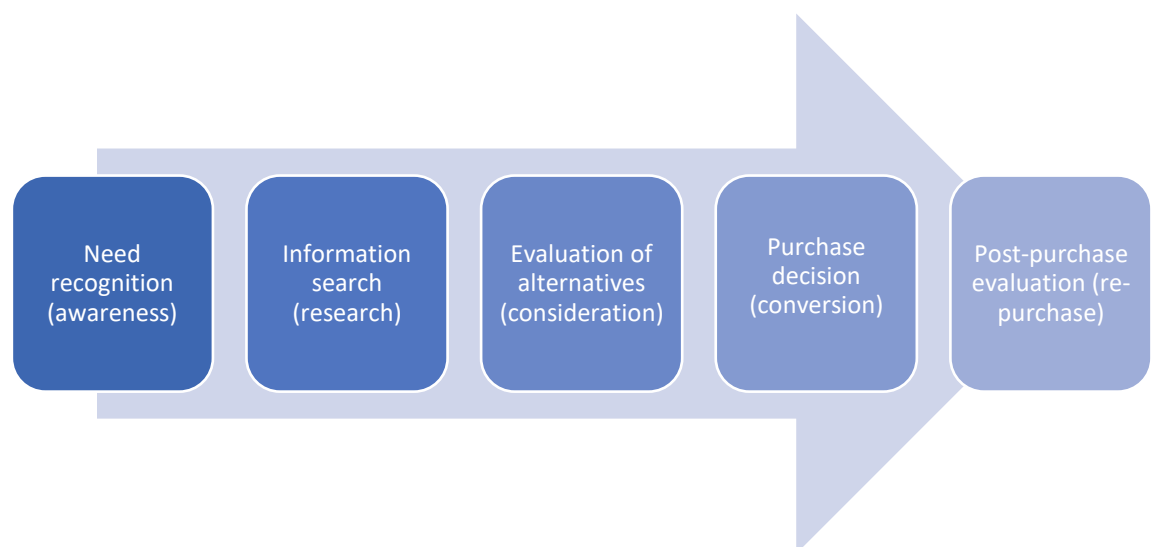 Need
recognition
(awareness)
Information
search
(research)
Evaluation of
alternatives
(consideration)
Purchase
decision
(conversion)
Post-purchase
evaluation (re-
purchase)